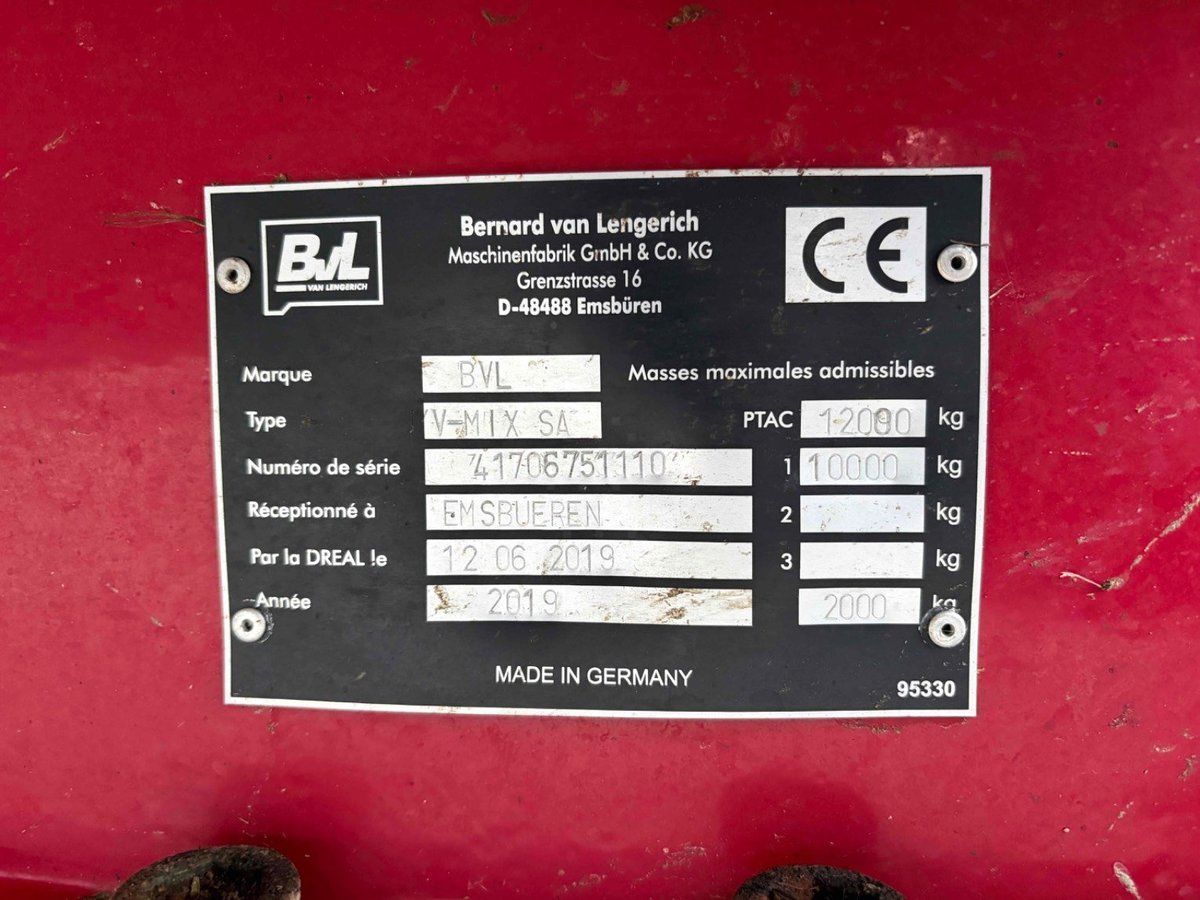 BvL
VAN LENGERICH
Bernard van Lengerich
Maschinenfabrik GmbH & Co. KG
Grenzstrasse 16
D-48488 Emsbüren
CE
Marque BVL Masses maximales admissibles
Type V-MIX SA PTAC 12000 kg
Numéro de série 41706751110 1 10000 kg
Réceptionné à EMSBUEREN 2 kg
Par la DREAL le 12 06 2019 3 kg
Année 2019 2000 kg
MADE IN GERMANY
95330